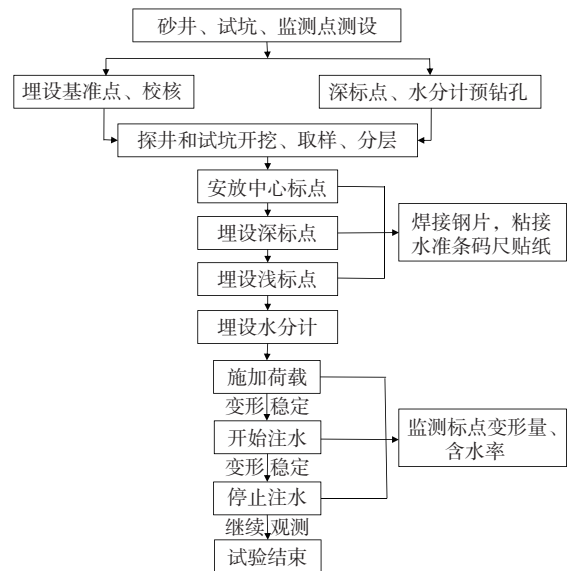 砂井、试坑、监测点测设
埋设基准点、校核
深标点、水分计预钻孔
探井和试坑开挖、取样、分层
安放中心标点
埋设深标点
焊接钢片，粘接
水准条码尺贴纸
埋设浅标点
埋设水分计
施加荷载
变形 稳定
开始注水
监测标点变形量、
含水率
变形 稳定
停止注水
继续 观测
试验结束